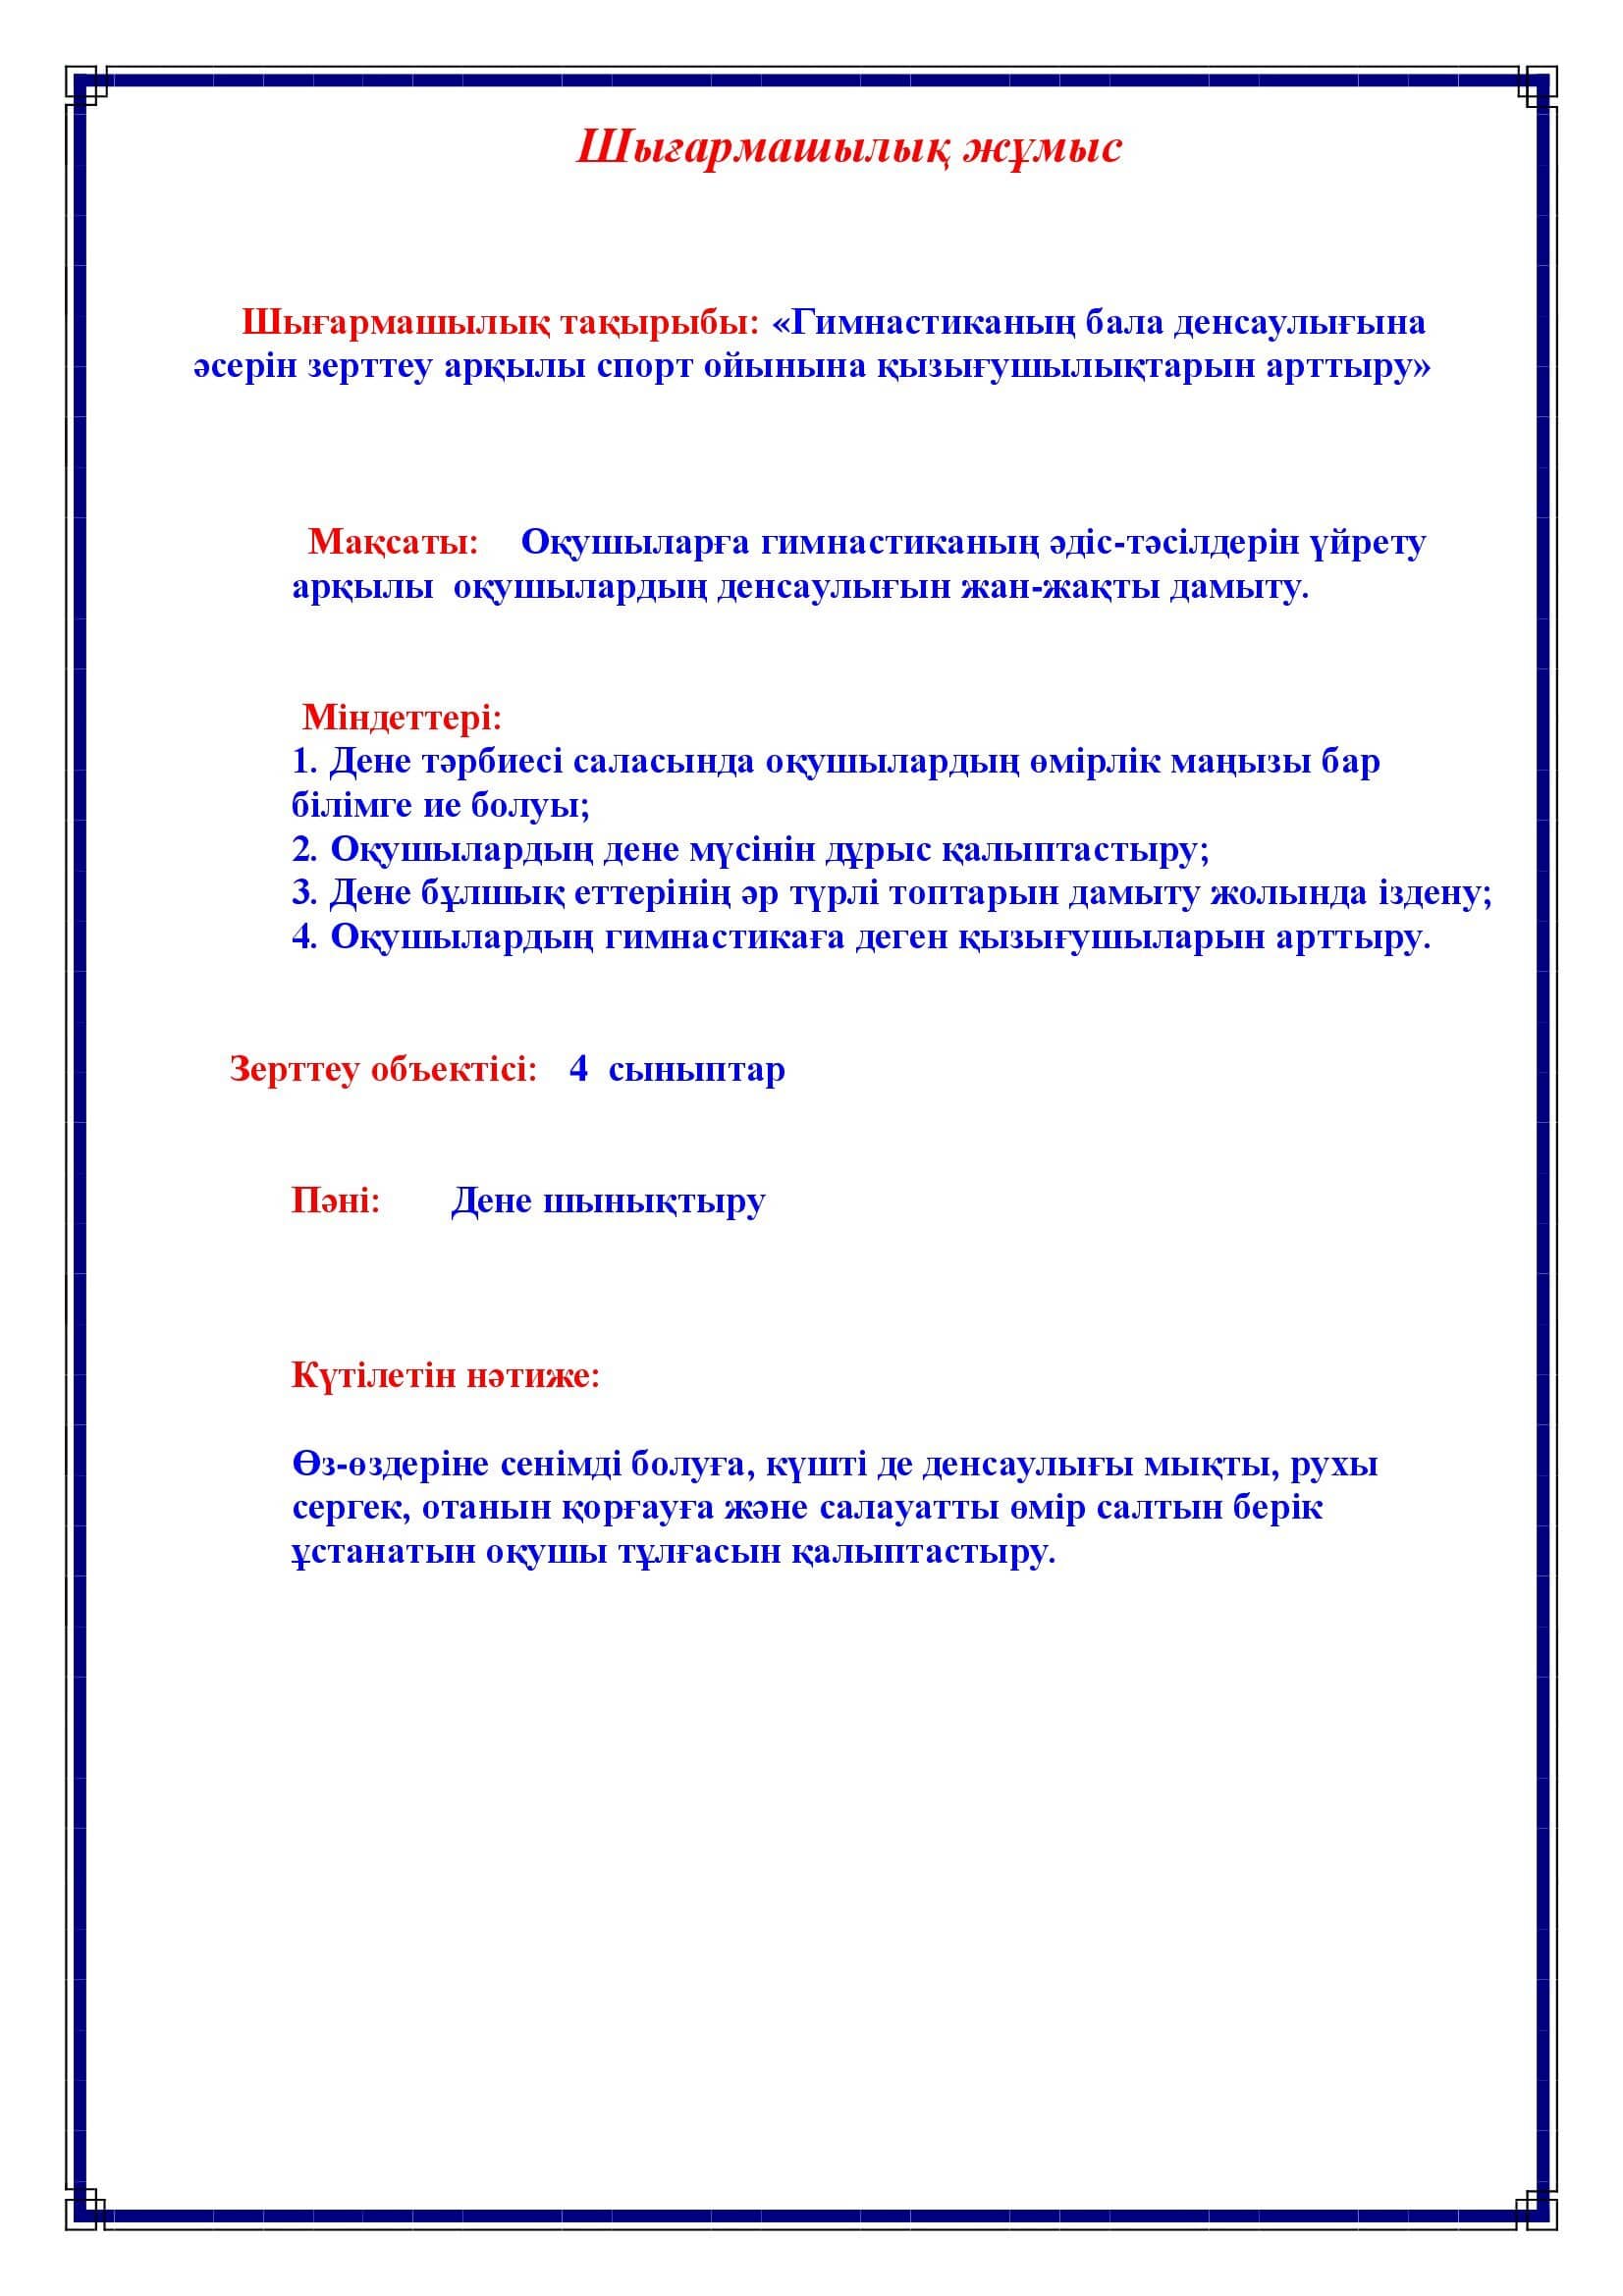 Шығармашылық жұмыс
Шығармашылық тақырыбы: «Гимнастиканың бала денсаулығына
әсерін зерттеу арқылы спорт ойынына қызығушылықтарын арттыру»
Мақсаты: Оқушыларға гимнастиканың әдіс-тәсілдерін үйрету
арқылы оқушылардың денсаулығын жан-жақты дамыту.
Міндеттері:
1. Дене тәрбиесі саласында оқушылардың өмірлік маңызы бар
білімге ие болуы;
2. Оқушылардың дене мүсінін дұрыс қалыптастыру;
3. Дене бұлшық еттерінің әр түрлі топтарын дамыту жолында іздену;
4. Оқушылардың гимнастикаға деген қызығушыларын арттыру.
Зерттеу объектісі: 4 сыныптар
Пәні: Дене шынықтыру
Күтілетін нәтиже:
Өз-өздеріне сенімді болуға, күшті де денсаулығы мықты, рухы
сергек, отанын қорғауға және салауатты өмір салтын берік
ұстанатын оқушы тұлғасын қалыптастыру.